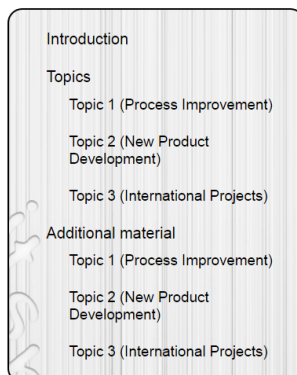 Introduction
Topics
Topic 1 (Process Improvement)
Topic 2 (New Product
Development)
Topic 3 (International Projects)
Additional material
Topic 1 (Process Improvement)
Topic 2 (New Product
Development)
Topic 3 (International Projects)